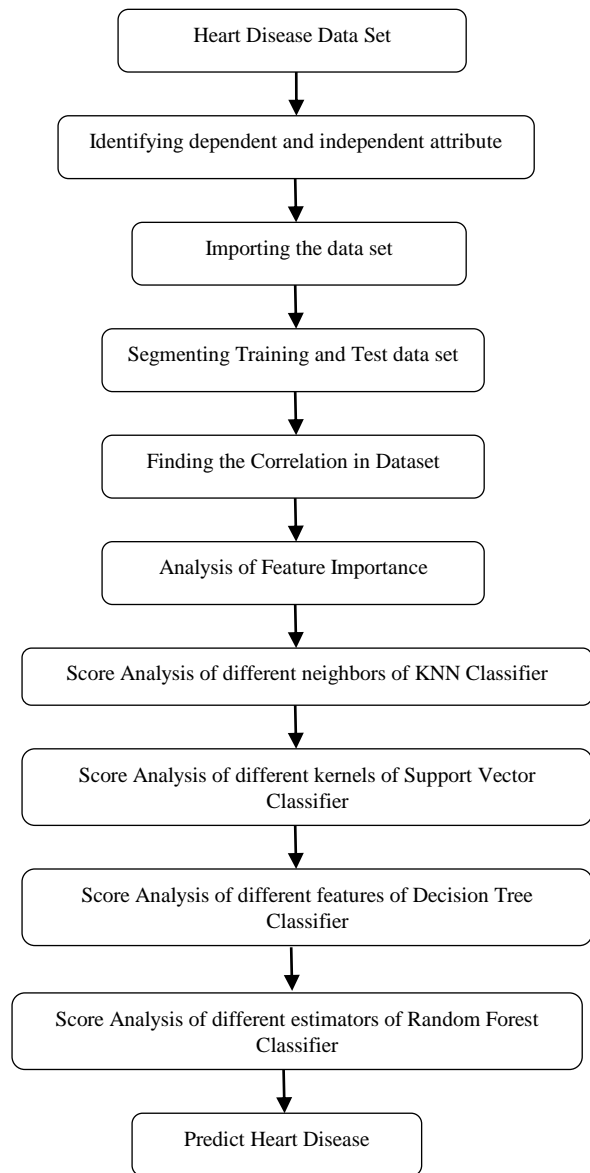 Heart Disease Data Set
Identifying dependent and independent attribute
Importing the data set
Segmenting Training and Test data set
Finding the Correlation in Dataset
Analysis of Feature Importance
Score Analysis of different neighbors of KNN Classifier
Score Analysis of different kernels of Support Vector
Classifier
Score Analysis of different features of Decision Tree
Classifier
Score Analysis of different estimators of Random Forest
Classifier
Predict Heart Disease